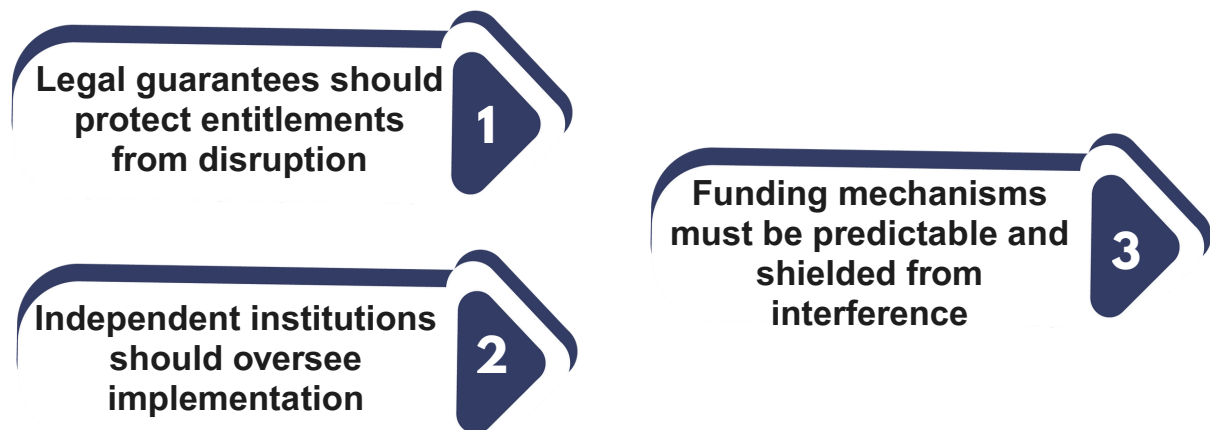 Legal guarantees should
protect entitlements
from disruption
1
Independent institutions
should oversee
implementation
2
Funding mechanisms
must be predictable and
shielded from
interference
3